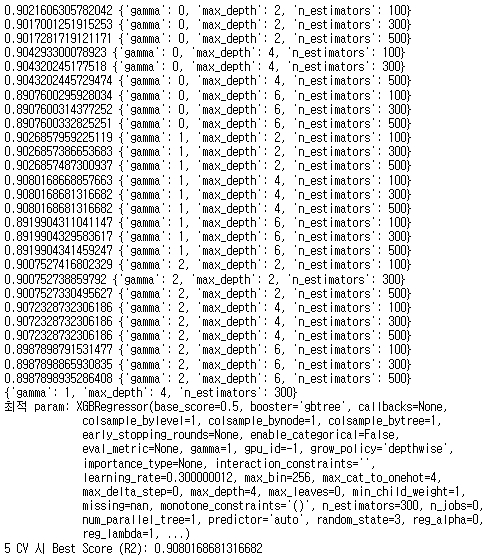 0.9021606305782042 {'gamma': 0, 'max_depth': 2, 'n_estimators': 100}
0.9017001251915253 {'gamma': 0, 'max_depth': 2, 'n_estimators': 300}
0.9017281719121171 {'gamma': 0, 'max_depth': 2, 'n_estimators': 500}
0.904293300078923 {'gamma': 0, 'max_depth': 4, 'n_estimators': 100}
0.904320245177518 {'gamma': 0, 'max_depth': 4, 'n_estimators': 300}
0.9043202445729474 {'gamma': 0, 'max_depth': 4, 'n_estimators': 500}
0.8907600295928034 {'gamma': 0, 'max_depth': 6, 'n_estimators': 100}
0.8907600314377252 {'gamma': 0, 'max_depth': 6, 'n_estimators': 300}
0.8907600332825251 {'gamma': 0, 'max_depth': 6, 'n_estimators': 500}
0.9026857959225119 {'gamma': 1, 'max_depth': 2, 'n_estimators': 100}
0.9026857386653683 {'gamma': 1, 'max_depth': 2, 'n_estimators': 300}
0.9026857487300937 {'gamma': 1, 'max_depth': 2, 'n_estimators': 500}
0.9080168668857663 {'gamma': 1, 'max_depth': 4, 'n_estimators': 100}
0.9080168681316682 {'gamma': 1, 'max_depth': 4, 'n_estimators': 300}
0.9080168681316682 {'gamma': 1, 'max_depth': 4, 'n_estimators': 500}
0.8919904311041147 {'gamma': 1, 'max_depth': 6, 'n_estimators': 100}
0.8919904329583617 {'gamma': 1, 'max_depth': 6, 'n_estimators': 300}
0.8919904341459247 {'gamma': 1, 'max_depth': 6, 'n_estimators': 500}
0.9007527416802329 {'gamma': 2, 'max_depth': 2, 'n_estimators': 100}
0.900752738859792 {'gamma': 2, 'max_depth': 2, 'n_estimators': 300}
0.9007527330495627 {'gamma': 2, 'max_depth': 2, 'n_estimators': 500}
0.9072328732306186 {'gamma': 2, 'max_depth': 4, 'n_estimators': 100}
0.9072328732306186 {'gamma': 2, 'max_depth': 4, 'n_estimators': 300}
0.9072328732306186 {'gamma': 2, 'max_depth': 4, 'n_estimators': 500}
0.8987898791531477 {'gamma': 2, 'max_depth': 6, 'n_estimators': 100}
0.8987898865930835 {'gamma': 2, 'max_depth': 6, 'n_estimators': 300}
0.8987898935286408 {'gamma': 2, 'max_depth': 6, 'n_estimators': 500}
{'gamma': 1, 'max_depth': 4, 'n_estimators': 300}
최적 param: XGBRegressor(base_score=0.5, booster='gbtree', callbacks=None,
colsample_bylevel=1, colsample_bynode=1, colsample_bytree=1,
early_stopping_rounds=None, enable_categorical=False,
eval_metric=None, gamma=1, gpu_id=-1, grow_policy='depthwise',
importance_type=None, interaction_constraints='',
learning_rate=0.300000012, max_bin=256, max_cat_to_onehot=4,
max_delta_step=0, max_depth=4, max_leaves=0, min_child_weight=1,
missing=nan, monotone_constraints='()', n_estimators=300, n_jobs=0,
num_parallel_tree=1, predictor='auto', random_state=3, reg_alpha=0,
reg_lambda=1, ...)
5 CV 시 Best Score (R2): 0.9080168681316682